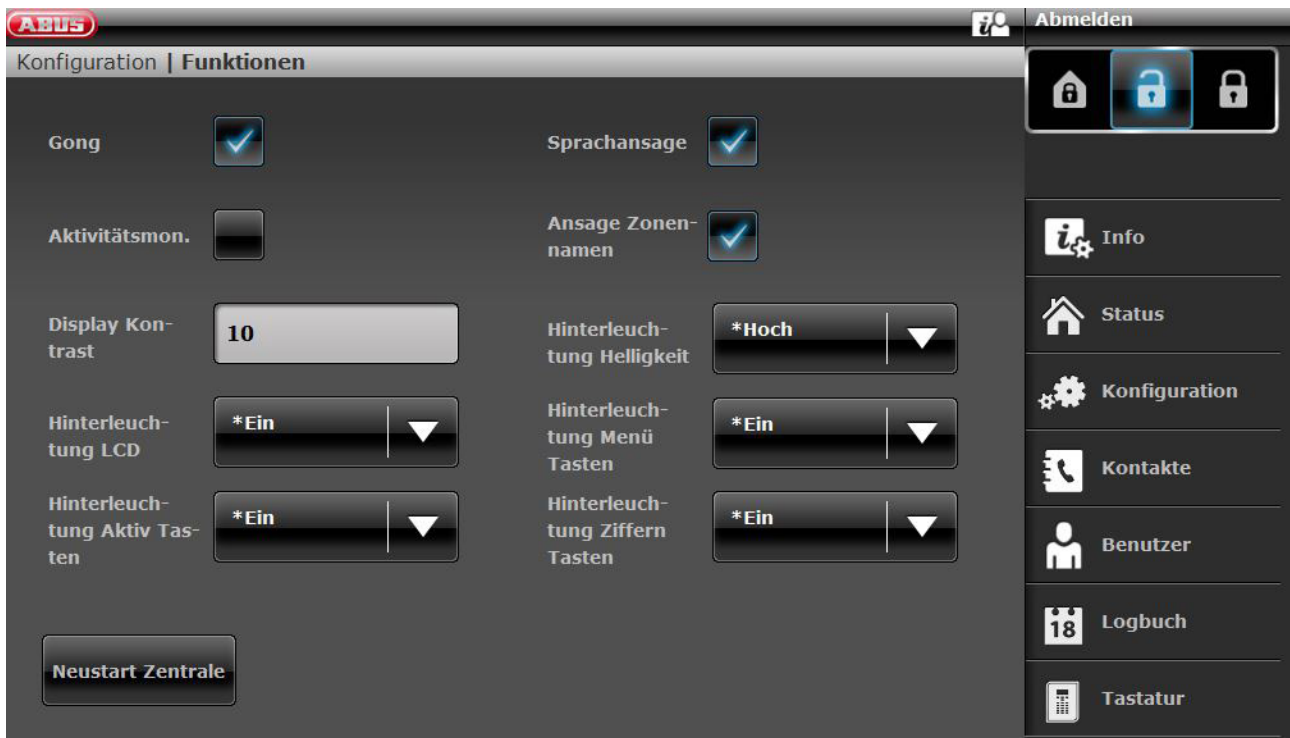 ABUS
Abmelden
Konfiguration | Funktionen
Gong
Sprachansage
Aktivitätsmon.
Ansage Zonen-
namen
Display Kon-
trast
10
Hinterleuch-
tung Helligkeit
*Hoch
Hinterleuch-
tung LCD
*Ein
Hinterleuch-
tung Menü
Tasten
*Ein
Hinterleuch-
tung Aktiv Tas-
ten
*Ein
Hinterleuch-
tung Ziffern
Tasten
*Ein
Neustart Zentrale
Info
Status
Konfiguration
Kontakte
Benutzer
18
Logbuch
Tastatur